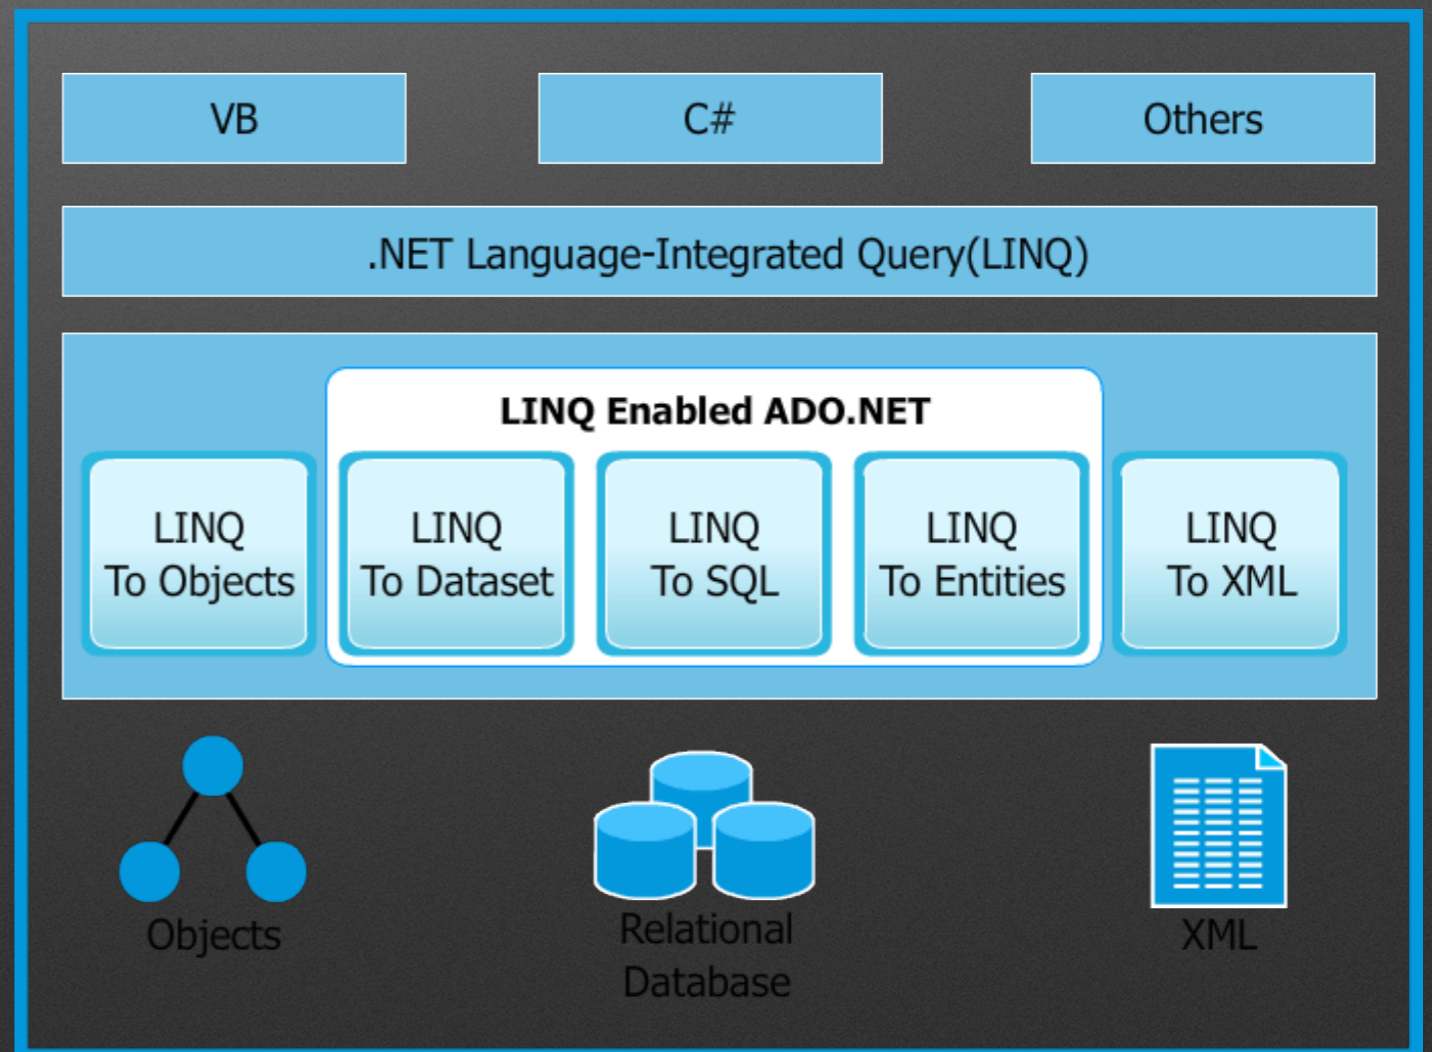 VB
C#
Others
.NET Language-Integrated Query(LINQ)
LINQ Enabled ADO.NET
LINQ
To Objects
LINQ
To Dataset
LINQ
To SQL
LINQ
To Entities
LINQ
To XML
Objects
Relational
Database
XML